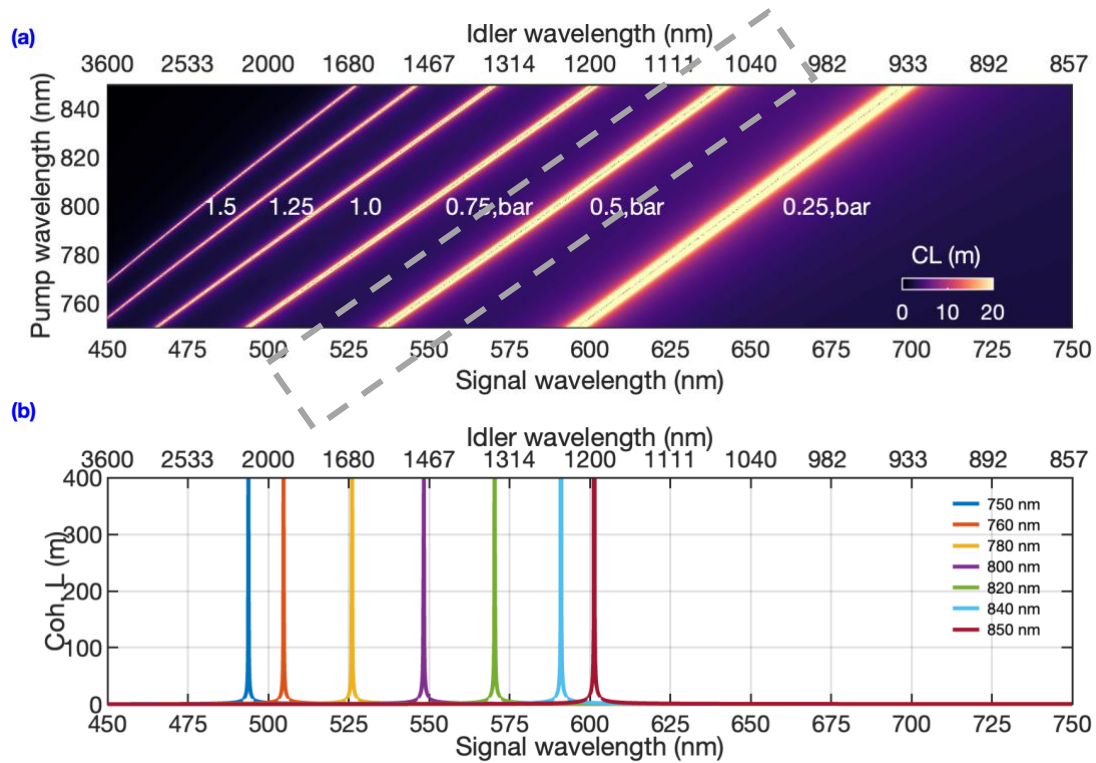 (a)
Idler wavelength (nm)
3600 2533 2000 1680 1467 1314 1200 1111 1040 982 933 892 857
Pump wavelength (nm)
840
820
800
780
760
1.5 1.25 1.0 0.75,bar 0.5,bar 0.25,bar
CL (m)
0 10 20
450 475 500 525 550 575 600 625 650 675 700 725 750
Signal wavelength (nm)
(b)
Idler wavelength (nm)
3600 2533 2000 1680 1467 1314 1200 1111 1040 982 933 892 857
Coh. L (m)
400
300
200
100
0
750 nm
760 nm
780 nm
800 nm
820 nm
840 nm
850 nm
450 475 500 525 550 575 600 625 650 675 700 725 750
Signal wavelength (nm)